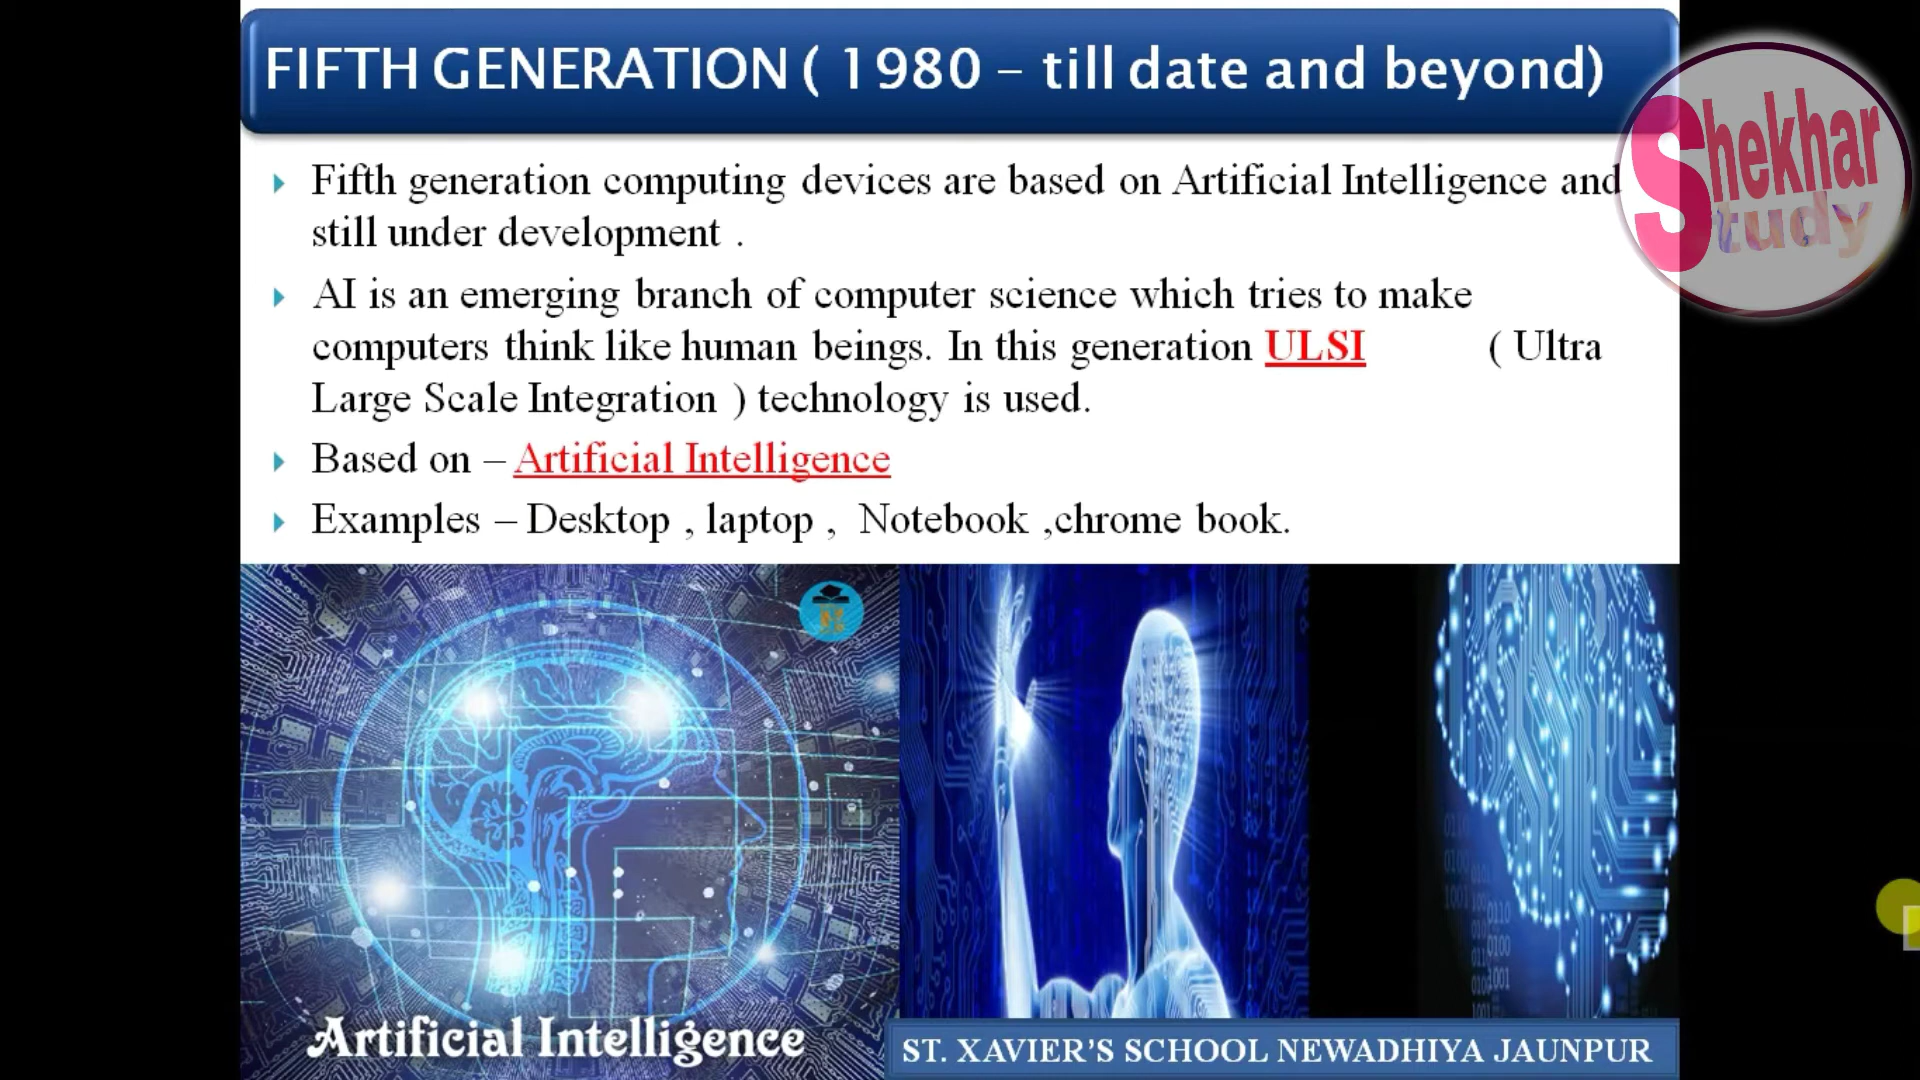 FIFTH GENERATION ( 1980 – till date and beyond)
Shekhar
Study
Fifth generation computing devices are based on Artificial Intelligence and
still under development .
AI is an emerging branch of computer science which tries to make
computers think like human beings. In this generation ULSI ( Ultra
Large Scale Integration ) technology is used.
Based on – Artificial Intelligence
Examples – Desktop , laptop , Notebook ,chrome book.
Artificial Intelligence
ST. XAVIER'S SCHOOL NEWADHIYA JAUNPUR